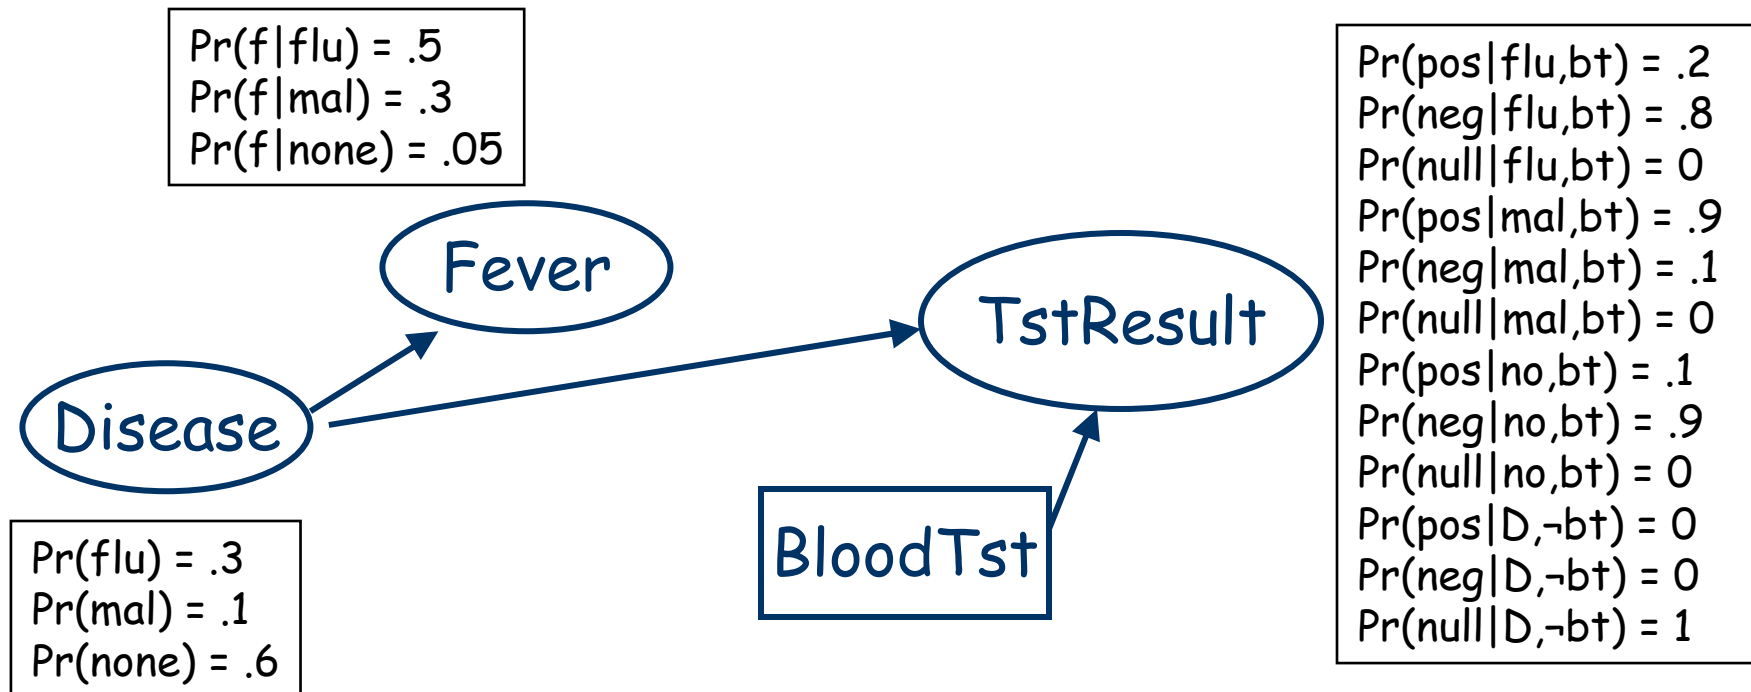 Pr(f|flu) = .5
Pr(f|mal) = .3
Pr(f|none) = .05
Fever
Disease
Pr(flu) = .3
Pr(mal) = .1
Pr(none) = .6
TstResult
BloodTst
Pr(pos|flu,bt) = .2
Pr(neg|flu,bt) = .8
Pr(null|flu,bt) = 0
Pr(pos|mal,bt) = .9
Pr(neg|mal,bt) = .1
Pr(null|mal,bt) = 0
Pr(pos|no,bt) = .1
Pr(neg|no,bt) = .9
Pr(null|no,bt) = 0
Pr(pos|D,¬bt) = 0
Pr(neg|D,¬bt) = 0
Pr(null|D,¬bt) = 1